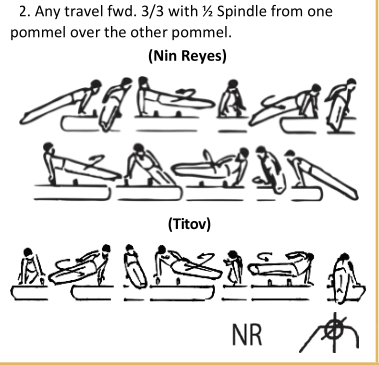 2. Any travel fwd. 3/3 with ½ Spindle from one
pommel over the other pommel.
(Nin Reyes)
(Titov)
NR